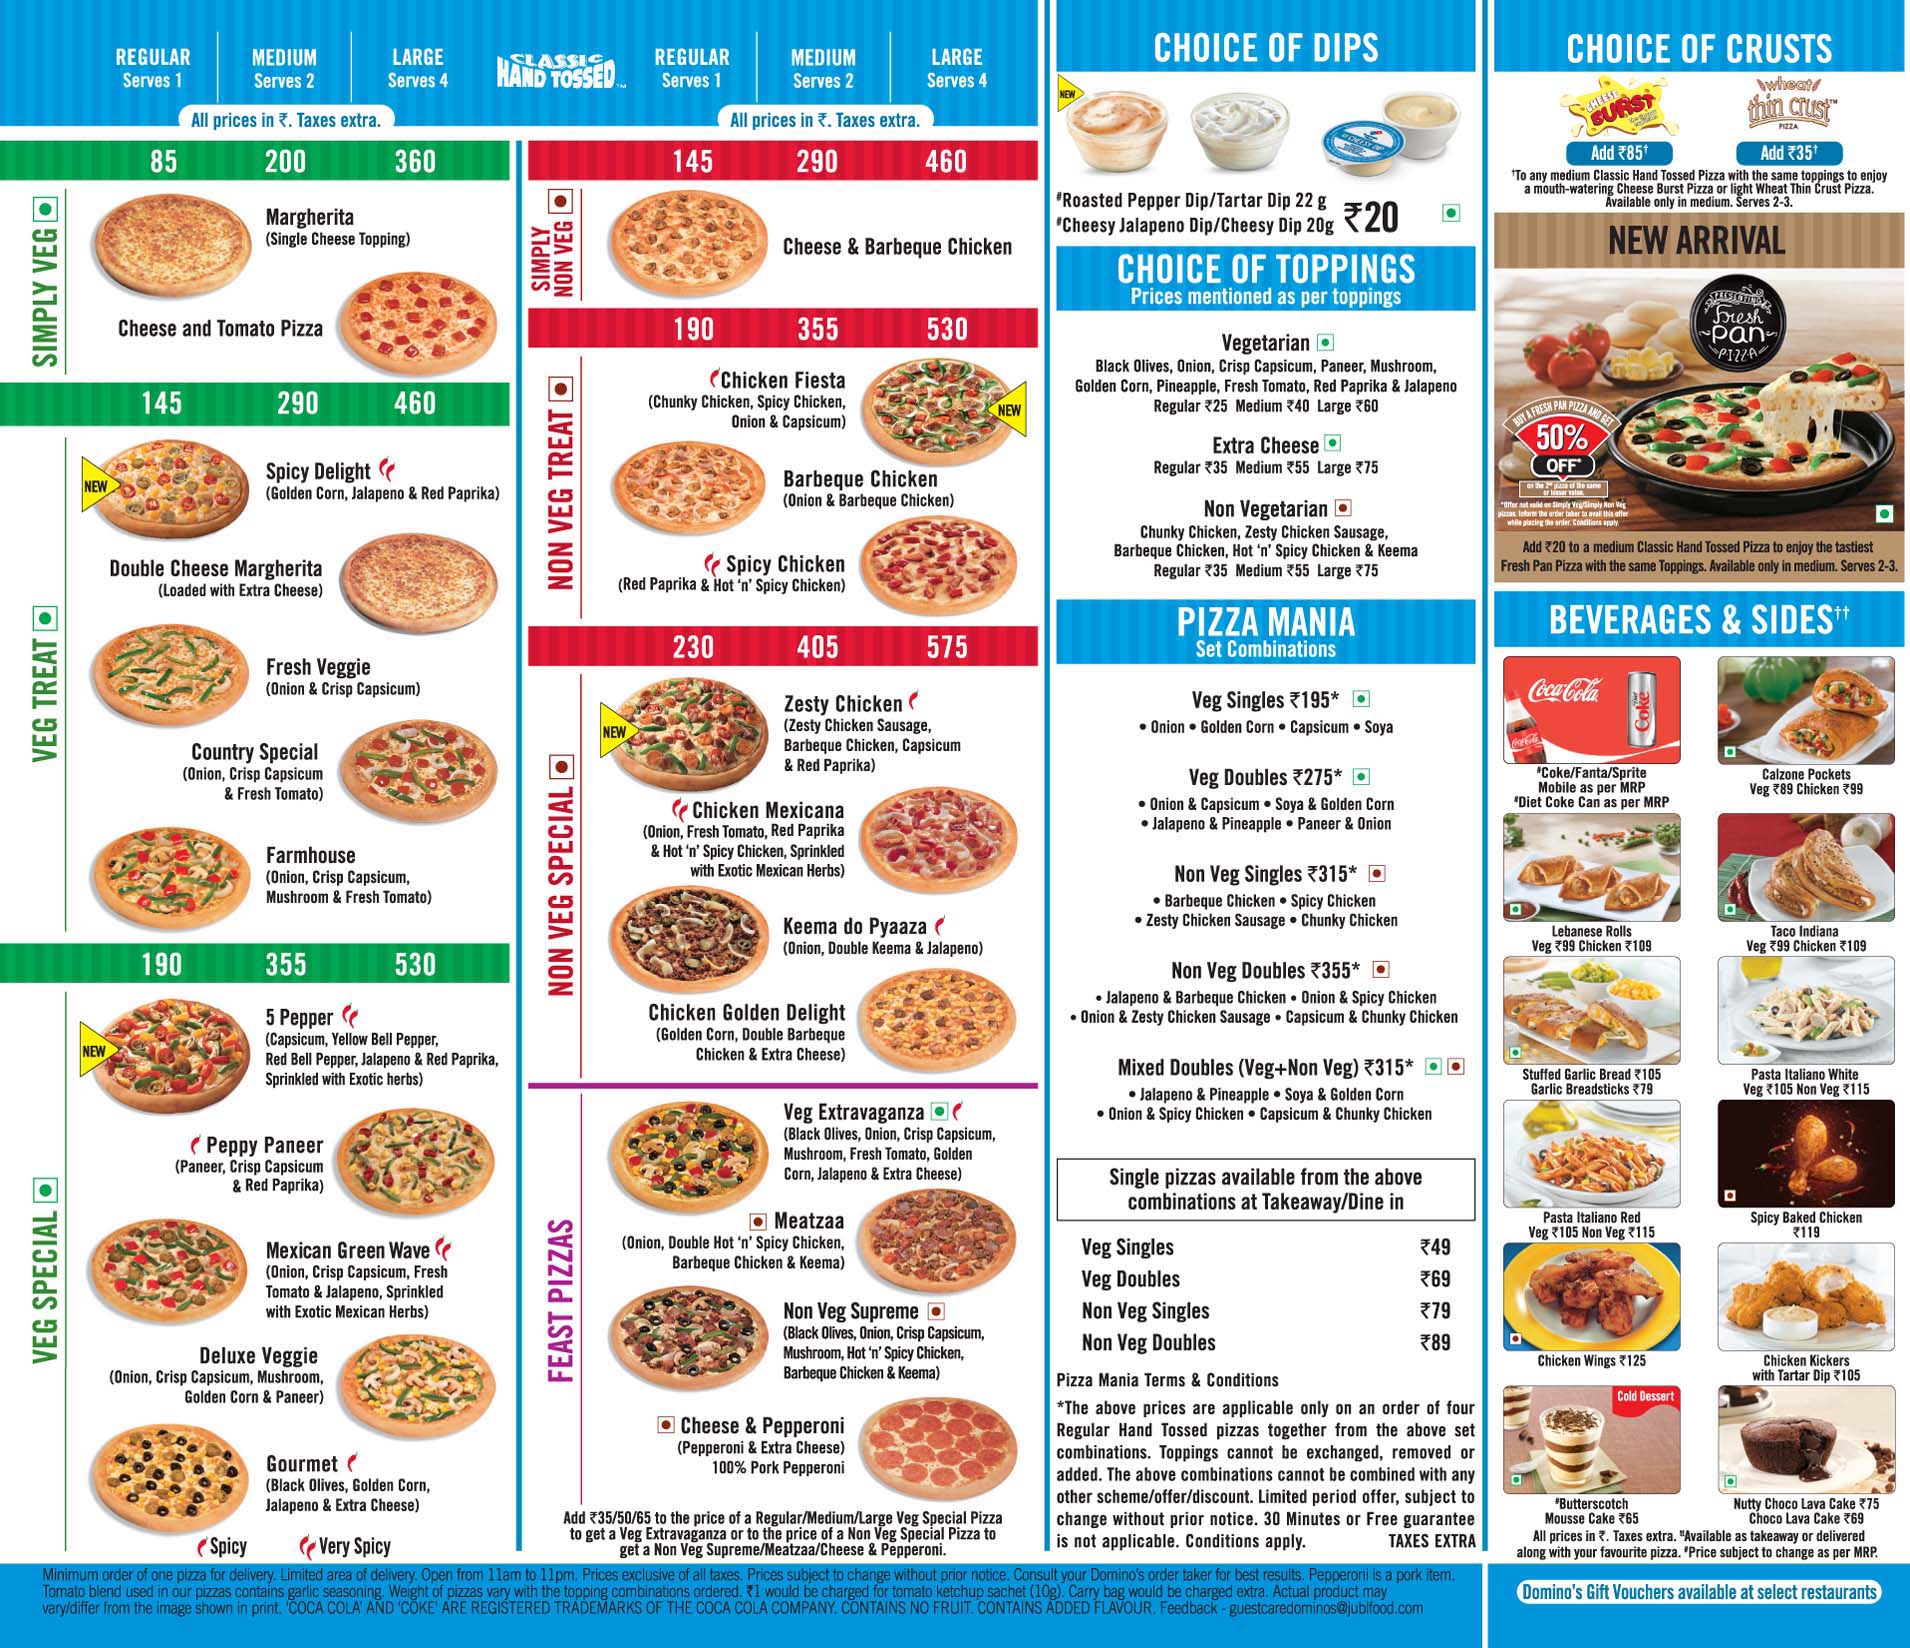 REGULAR
Serves 1
MEDIUM
Serves 2
LARGE
Serves 4
All prices in ₹. Taxes extra.
CLASSIC
HAND TOSSED™
REGULAR
Serves 1
MEDIUM
Serves 2
LARGE
Serves 4
All prices in ₹. Taxes extra.
SIMPLY VEG
85 200 360
Margherita
(Single Cheese Topping)
Cheese and Tomato Pizza
VEG TREAT
145 290 460
NEW
Spicy Delight
(Golden Corn, Jalapeno & Red Paprika)
Double Cheese Margherita
(Loaded with Extra Cheese)
Fresh Veggie
(Onion & Crisp Capsicum)
Country Special
(Onion, Crisp Capsicum
& Fresh Tomato)
Farmhouse
(Onion, Crisp Capsicum,
Mushroom & Fresh Tomato)
VEG SPECIAL
190 355 530
NEW
5 Pepper
(Capsicum, Yellow Bell Pepper,
Red Bell Pepper, Jalapeno & Red Paprika,
Sprinkled with Exotic herbs)
Peppy Paneer
(Paneer, Crisp Capsicum
& Red Paprika)
Mexican Green Wave
(Onion, Crisp Capsicum, Fresh
Tomato & Jalapeno, Sprinkled
with Exotic Mexican Herbs)
Deluxe Veggie
(Onion, Crisp Capsicum, Mushroom,
Golden Corn & Paneer)
Gourmet
(Black Olives, Golden Corn,
Jalapeno & Extra Cheese)
Spicy Very Spicy
SIMPLY
NON VEG
145 290 460
Cheese & Barbeque Chicken
NON VEG TREAT
190 355 530
Chicken Fiesta
(Chunky Chicken, Spicy Chicken,
Onion & Capsicum)
NEW
Barbeque Chicken
(Onion & Barbeque Chicken)
Spicy Chicken
(Red Paprika & Hot 'n' Spicy Chicken)
NON VEG SPECIAL
230 405 575
NEW
Zesty Chicken
(Zesty Chicken Sausage,
Barbeque Chicken, Capsicum
& Red Paprika)
Chicken Mexicana
(Onion, Fresh Tomato, Red Paprika
& Hot 'n' Spicy Chicken, Sprinkled
with Exotic Mexican Herbs)
Keema do Pyaaza
(Onion, Double Keema & Jalapeno)
Chicken Golden Delight
(Golden Corn, Double Barbeque
Chicken & Extra Cheese)
FEAST PIZZAS
Veg Extravaganza
(Black Olives, Onion, Crisp Capsicum,
Mushroom, Fresh Tomato, Golden
Corn, Jalapeno & Extra Cheese)
Meatzaa
(Onion, Double Hot 'n' Spicy Chicken,
Barbeque Chicken & Keema)
Non Veg Supreme
(Black Olives, Onion, Crisp Capsicum,
Mushroom, Hot 'n' Spicy Chicken,
Barbeque Chicken & Keema)
Cheese & Pepperoni
(Pepperoni & Extra Cheese)
100% Pork Pepperoni
Add ₹35/50/65 to the price of a Regular/Medium/Large Veg Special Pizza
to get a Veg Extravaganza or to the price of a Non Veg Special Pizza to
get a Non Veg Supreme/Meatzaa/Cheese & Pepperoni.
CHOICE OF DIPS
NEW
CHEESY DIP
#Roasted Pepper Dip/Tartar Dip 22 g
#Cheesy Jalapeno Dip/Cheesy Dip 20g
₹20
CHOICE OF TOPPINGS
Prices mentioned as per toppings
Vegetarian
Black Olives, Onion, Crisp Capsicum, Paneer, Mushroom,
Golden Corn, Pineapple, Fresh Tomato, Red Paprika & Jalapeno
Regular ₹25 Medium ₹40 Large ₹60
Extra Cheese
Regular ₹35 Medium ₹55 Large ₹75
Non Vegetarian
Chunky Chicken, Zesty Chicken Sausage,
Barbeque Chicken, Hot 'n' Spicy Chicken & Keema
Regular ₹35 Medium ₹55 Large ₹75
PIZZA MANIA
Set Combinations
Veg Singles ₹195*
• Onion • Golden Corn • Capsicum • Soya
Veg Doubles ₹275*
• Onion & Capsicum • Soya & Golden Corn
• Jalapeno & Pineapple • Paneer & Onion
Non Veg Singles ₹315*
• Barbeque Chicken • Spicy Chicken
• Zesty Chicken Sausage • Chunky Chicken
Non Veg Doubles ₹355*
• Jalapeno & Barbeque Chicken • Onion & Spicy Chicken
• Onion & Zesty Chicken Sausage • Capsicum & Chunky Chicken
Mixed Doubles (Veg+Non Veg) ₹315*
• Jalapeno & Pineapple • Soya & Golden Corn
• Onion & Spicy Chicken • Capsicum & Chunky Chicken
Single pizzas available from the above
combinations at Takeaway/Dine in
Veg Singles ₹49
Veg Doubles ₹69
Non Veg Singles ₹79
Non Veg Doubles ₹89
Pizza Mania Terms & Conditions
*The above prices are applicable only on an order of four
Regular Hand Tossed pizzas together from the above set
combinations. Toppings cannot be exchanged, removed or
added. The above combinations cannot be combined with any
other scheme/offer/discount. Limited period offer, subject to
change without prior notice. 30 Minutes or Free guarantee
is not applicable. Conditions apply. TAXES EXTRA
CHOICE OF CRUSTS
CHEESE
BURST
Add ₹85†
wheat
thin crust™
PIZZA
Add ₹35†
†To any medium Classic Hand Tossed Pizza with the same toppings to enjoy
a mouth-watering Cheese Burst Pizza or light Wheat Thin Crust Pizza.
Available only in medium. Serves 2-3.
NEW ARRIVAL
PRESENTING
Fresh
pan
PIZZA
BUY A FRESH PAN PIZZA AND GET
50%
OFF*
on the 2nd pizza of the same
or lesser value.
*Offer not valid on Simply Veg/Simply Non Veg
pizzas. Inform the order taker to avail this offer
while placing the order. Conditions apply.
Add ₹20 to a medium Classic Hand Tossed Pizza to enjoy the tastiest
Fresh Pan Pizza with the same Toppings. Available only in medium. Serves 2-3.
BEVERAGES & SIDES††
Coca-Cola
Coca-Cola
Diet
Coke
#Coke/Fanta/Sprite
Mobile as per MRP
#Diet Coke Can as per MRP
Calzone Pockets
Veg ₹89 Chicken ₹99
Lebanese Rolls
Veg ₹99 Chicken ₹109
Taco Indiana
Veg ₹99 Chicken ₹109
Stuffed Garlic Bread ₹105
Garlic Breadsticks ₹79
Pasta Italiano White
Veg ₹105 Non Veg ₹115
Pasta Italiano Red
Veg ₹105 Non Veg ₹115
Spicy Baked Chicken
₹119
Chicken Wings ₹125
Chicken Kickers
with Tartar Dip ₹105
Cold Dessert
#Butterscotch
Mousse Cake ₹65
Nutty Choco Lava Cake ₹75
Choco Lava Cake ₹69
All prices in ₹. Taxes extra. ††Available as takeaway or delivered
along with your favourite pizza. #Price subject to change as per MRP.
Minimum order of one pizza for delivery. Limited area of delivery. Open from 11am to 11pm. Prices exclusive of all taxes. Prices subject to change without prior notice. Consult your Domino's order taker for best results. Pepperoni is a pork item.
Tomato blend used in our pizzas contains garlic seasoning. Weight of pizzas vary with the topping combinations ordered. ₹1 would be charged for tomato ketchup sachet (10g). Carry bag would be charged extra. Actual product may
vary/differ from the image shown in print. 'COCA COLA' AND 'COKE' ARE REGISTERED TRADEMARKS OF THE COCA COLA COMPANY. CONTAINS NO FRUIT. CONTAINS ADDED FLAVOUR. Feedback - guestcaredominos@jublfood.com
Domino's Gift Vouchers available at select restaurants